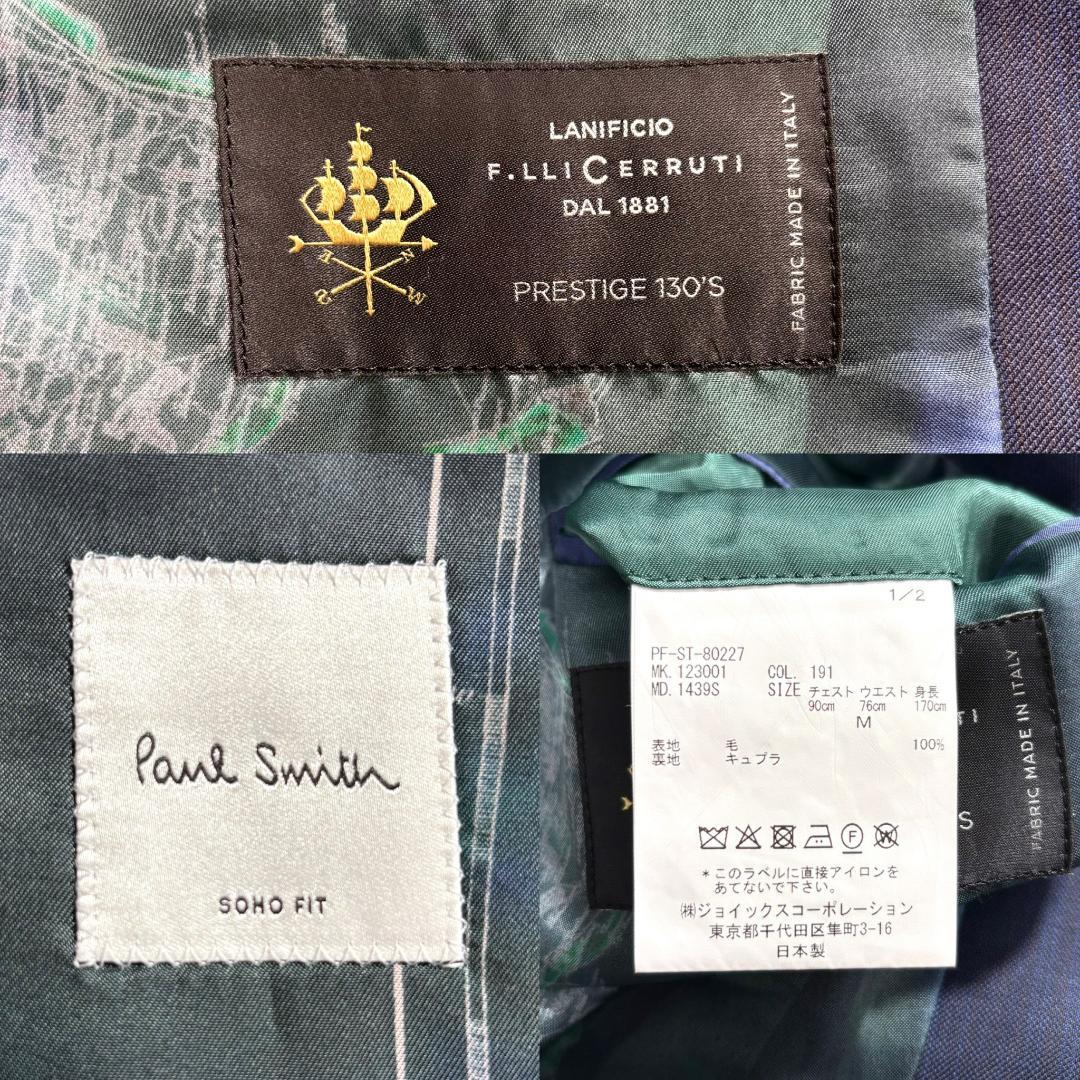 LANIFICIO
F.LLI CERRUTI
DAL 1881
PRESTIGE 130'S
FABRIC MADE IN ITALY
N
N
S
M
Paul Smith
SOHO FIT
1/2
PF-ST-80227
MK. 123001 COL. 191
MD. 1439S SIZE チェスト ウエスト 身長
90cm 76cm 170cm
M
表地 毛 100%
裏地 キュプラ
F
W
*このラベルに直接アイロンを
あてないで下さい。
㈱ジョイックスコーポレーション
東京都千代田区隼町3-16
日本製
TI
S
FABRIC MADE IN ITALY